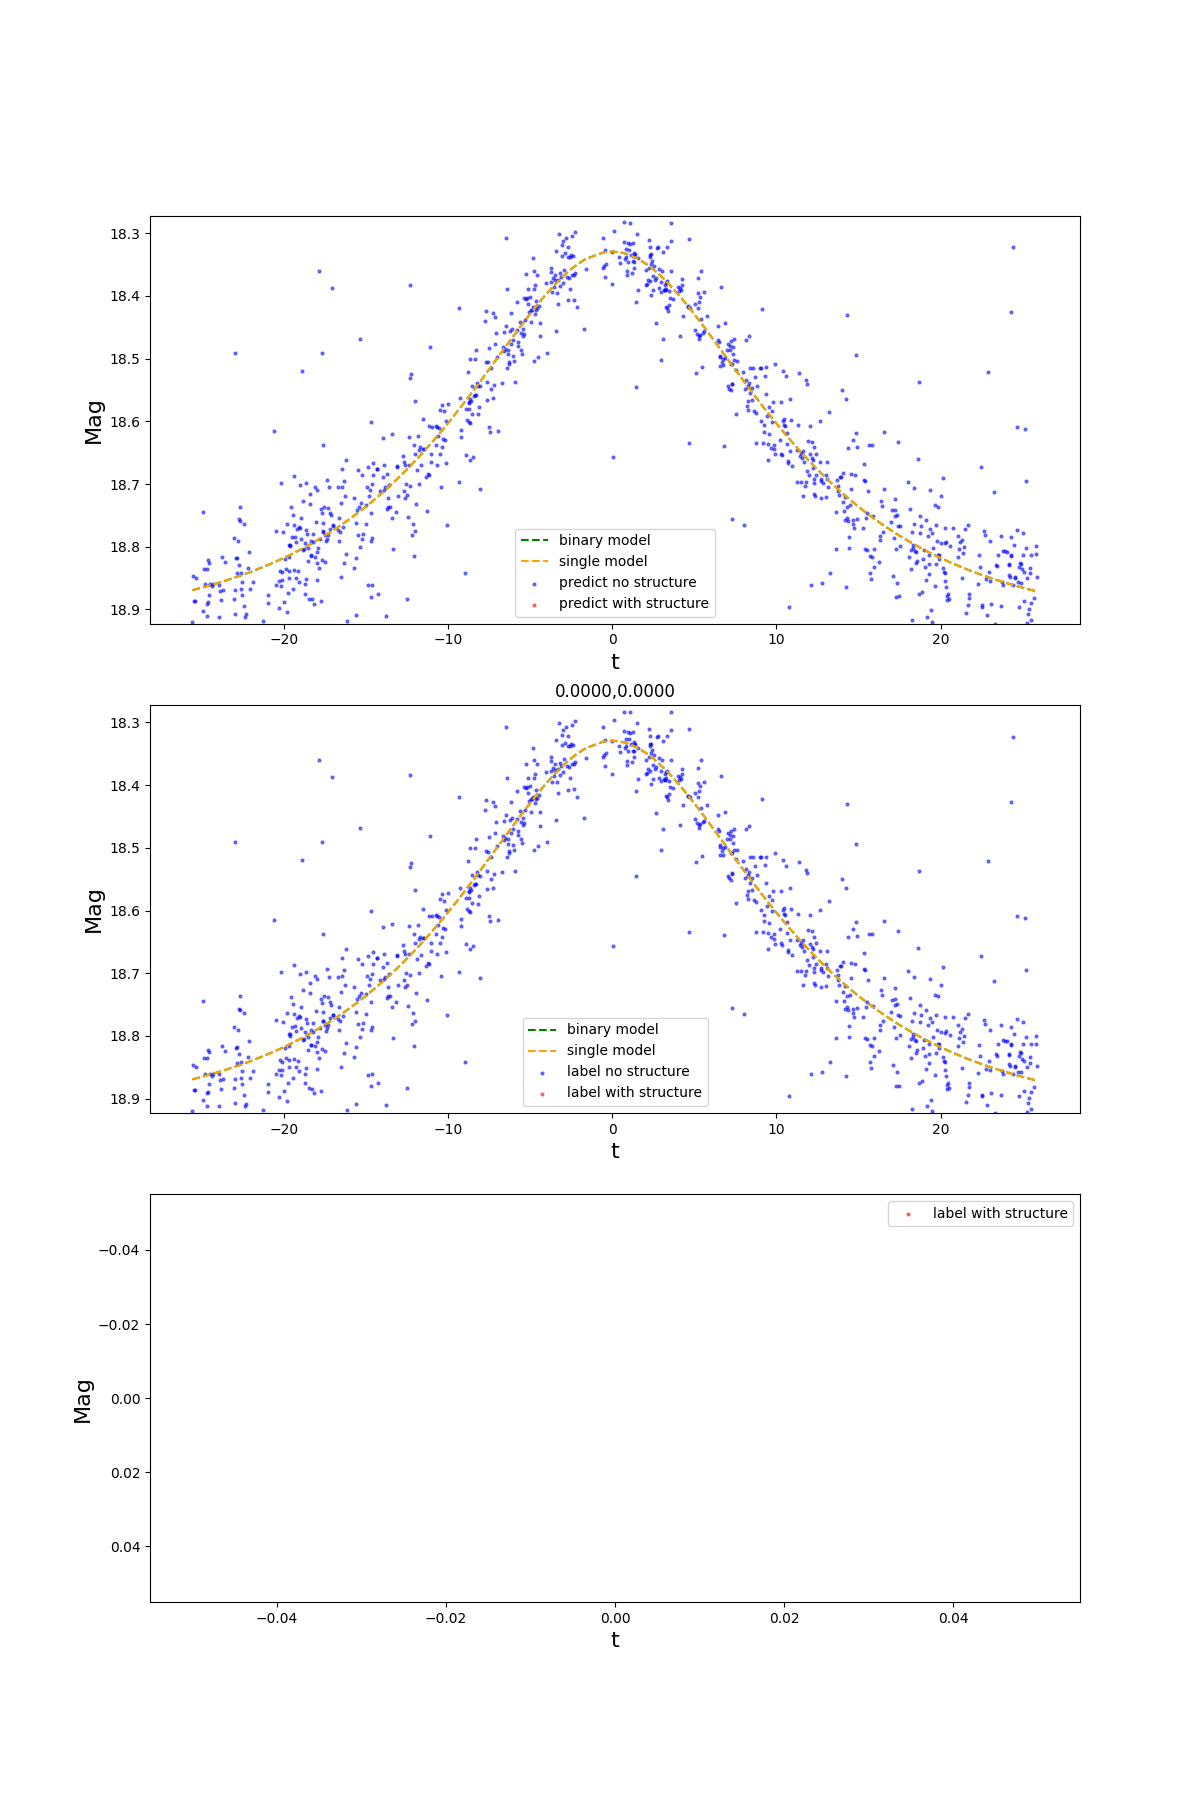 18.3
18.4
18.5
18.6
18.7
18.8
18.9
Mag
binary model
single model
predict no structure
predict with structure
−20 −10 0 10 20
t
0.0000,0.0000
18.3
18.4
18.5
18.6
18.7
18.8
18.9
Mag
binary model
single model
label no structure
label with structure
−20 −10 0 10 20
t
label with structure
−0.04
−0.02
0.00
0.02
0.04
Mag
−0.04 −0.02 0.00 0.02 0.04
t